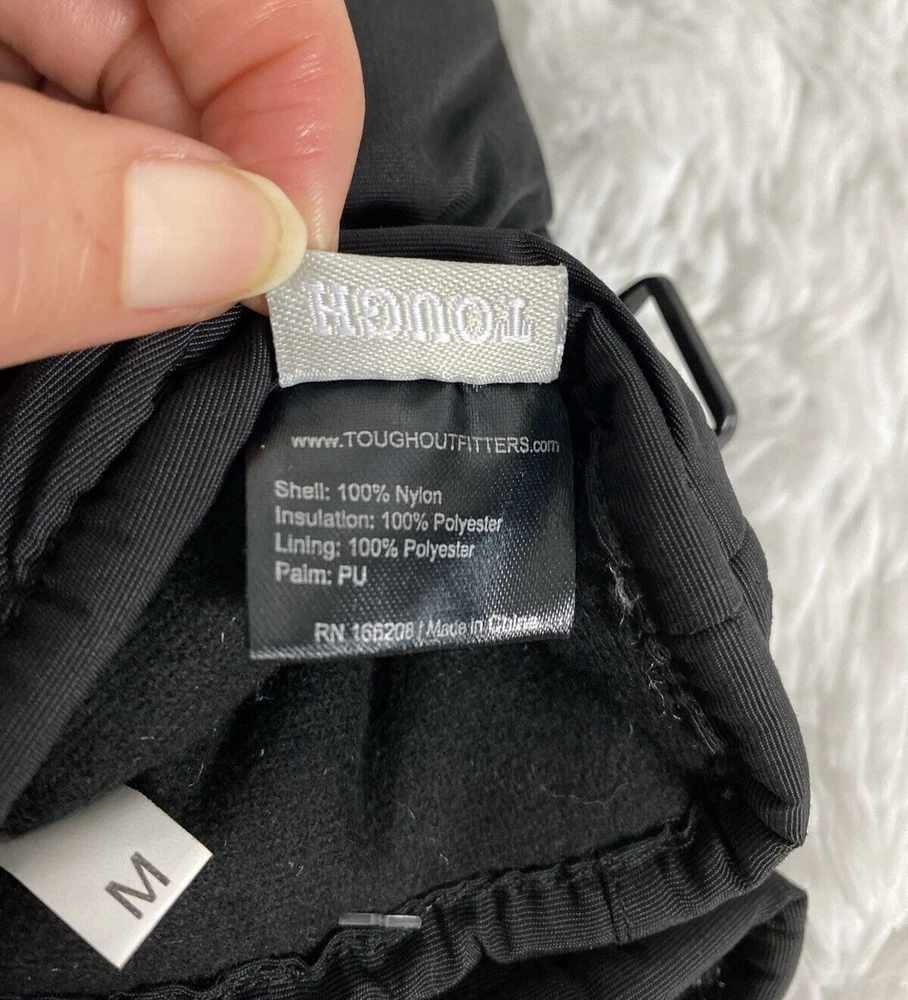 TOUGH
www.TOUGHOUTFITTERS.com
Shell: 100% Nylon
Insulation: 100% Polyester
Lining: 100% Polyester
Palm: PU
RN 166208 / Made in China
M